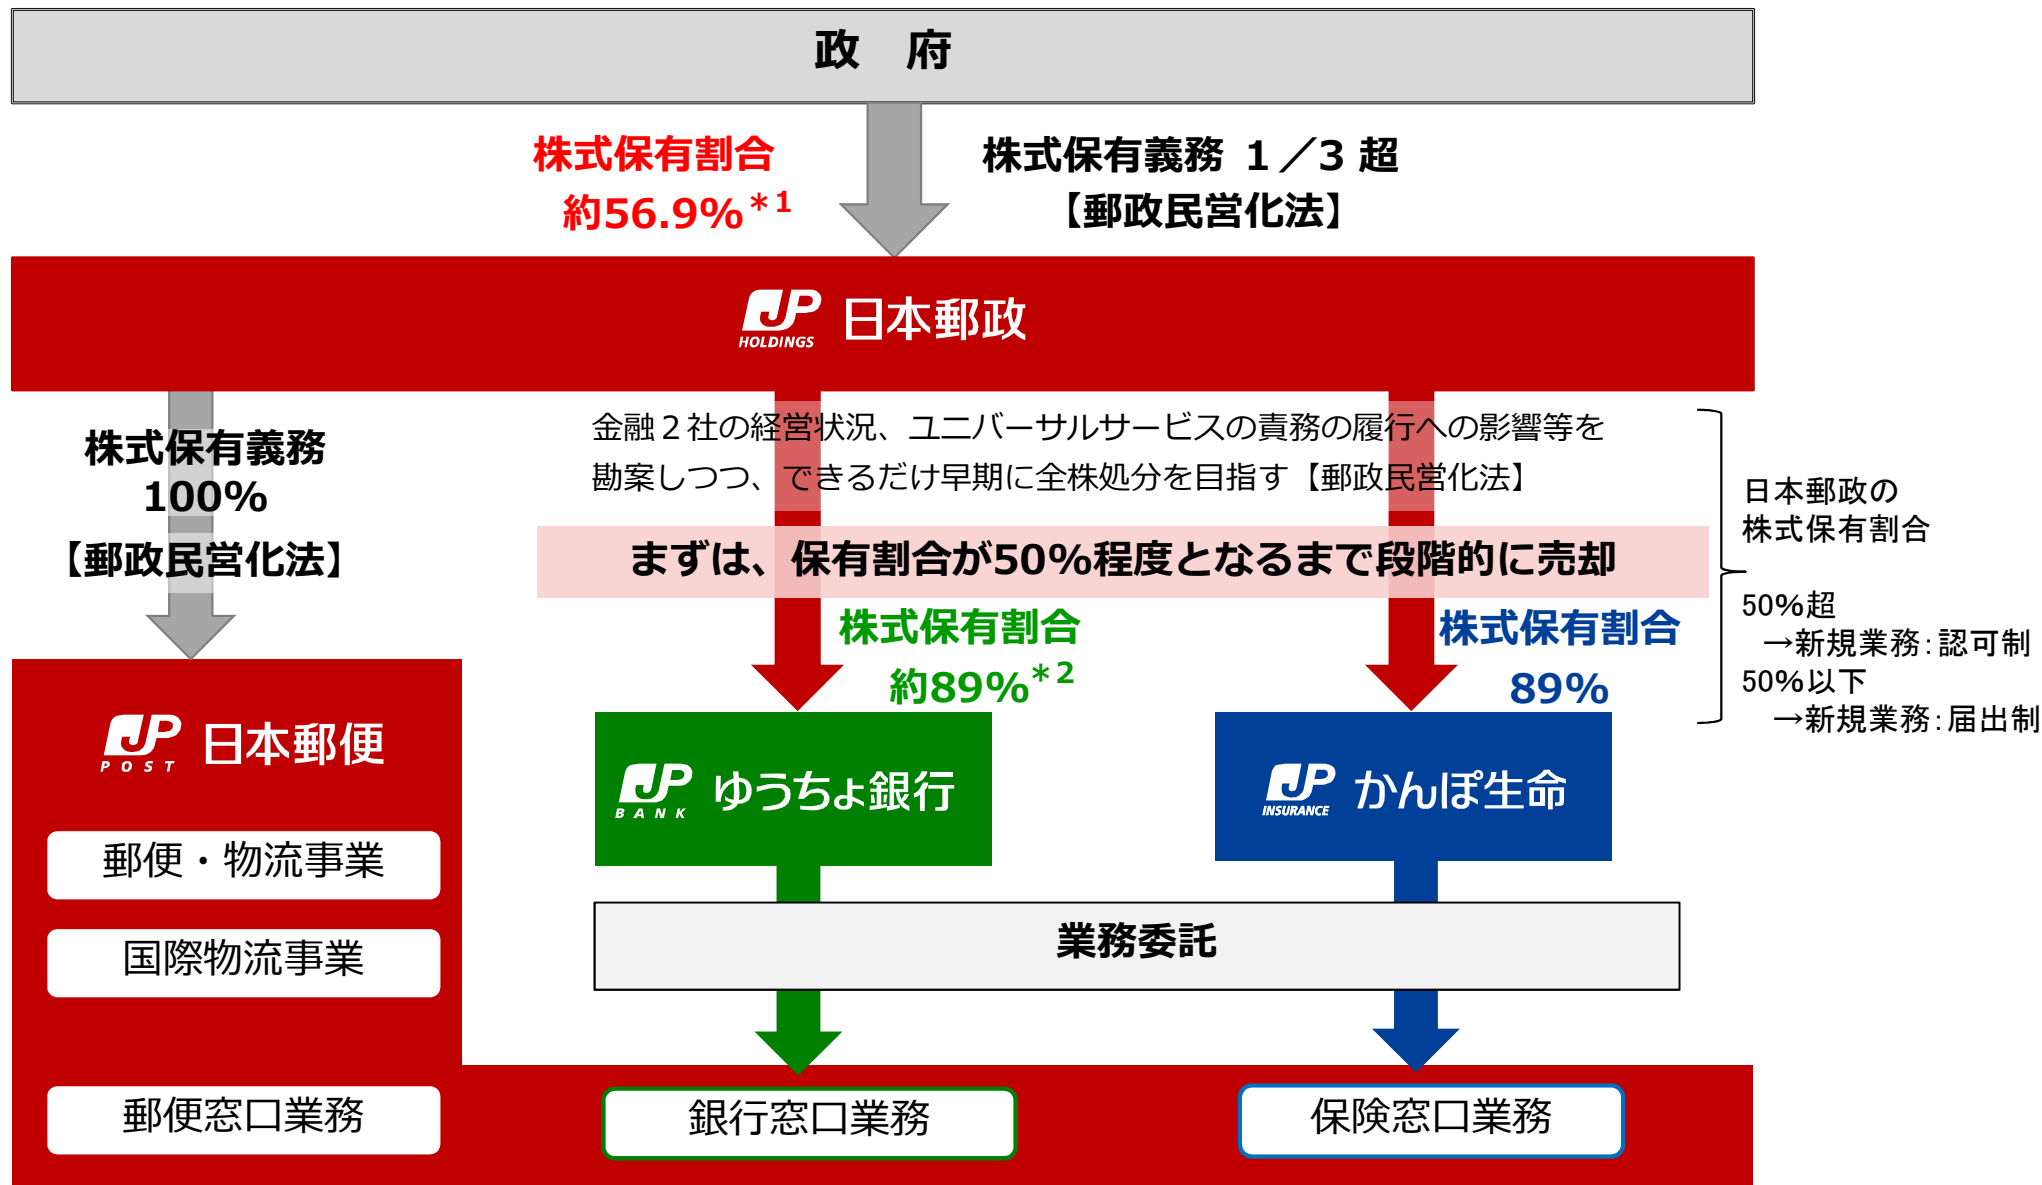 政　府
株式保有割合
約56.9%＊1
株式保有義務 １／3 超
【郵政民営化法】
JP
HOLDINGS
日本郵政
株式保有義務
100%
【郵政民営化法】
金融２社の経営状況、ユニバーサルサービスの責務の履行への影響等を
勘案しつつ、できるだけ早期に全株処分を目指す【郵政民営化法】
まずは、保有割合が50%程度となるまで段階的に売却
株式保有割合
約89%＊2
株式保有割合
89%
日本郵政の
株式保有割合
50%超
→新規業務：認可制
50%以下
→新規業務：届出制
JP
POST
日本郵便
郵便・物流事業
国際物流事業
郵便窓口業務
JP
BANK
ゆうちょ銀行
JP
INSURANCE
かんぽ生命
業務委託
銀行窓口業務
保険窓口業務